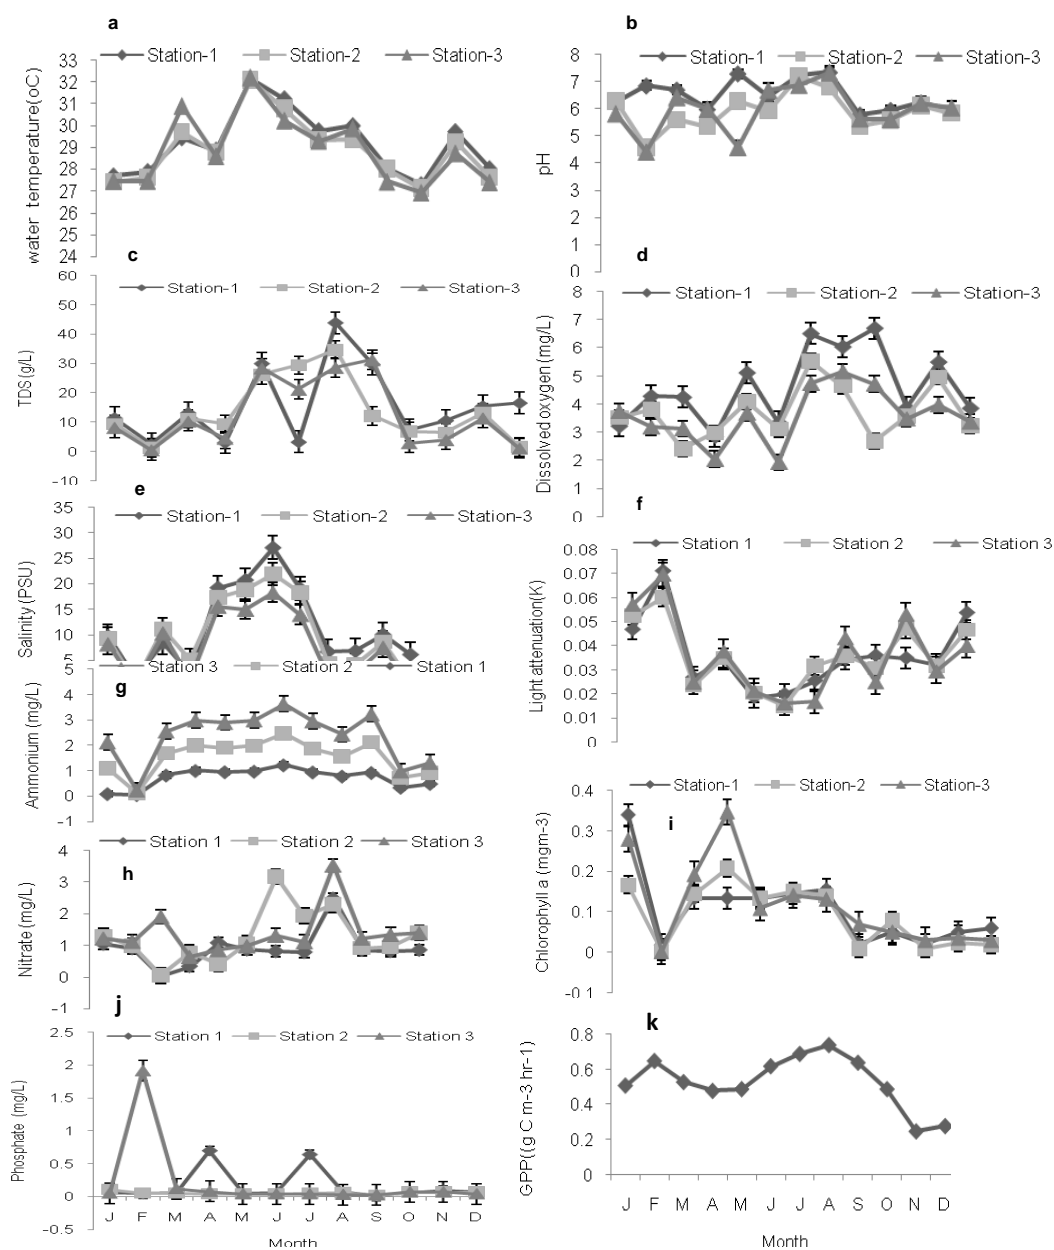 a
Station-1 Station-2 Station-3
33
32
31
30
29
28
27
26
25
24
water temperature(oC)
b
Station-1 Station-2 Station-3
8
7
6
5
4
3
2
1
0
pH
c
Station-1 Station-2 Station-3
60
50
40
30
20
10
0
-10
TDS (g/L)
d
Station-1 Station-2 Station-3
8
7
6
5
4
3
2
1
0
Dissolved oxygen (mg/L)
e
Station-1 Station-2 Station-3
35
30
25
20
15
10
5
Salinity (PSU)
f
Station 1 Station 2 Station 3
0.08
0.07
0.06
0.05
0.04
0.03
0.02
0.01
0
Light attenuation(K)
Station 3 Station 2 Station 1
g
5
4
3
2
1
0
-1
Ammonium (mg/L)
Station 1 Station 2 Station 3
h
4
3
2
1
0
-1
Nitrate (mg/L)
Station-1 Station-2 Station-3
i
0.4
0.3
0.2
0.1
0
-0.1
Chlorophyll a (mgm-3)
j
Station 1 Station 2 Station 3
2.5
2
1.5
1
0.5
0
-0.5
Phosphate (mg/L)
J F M A M J J A S O N D
Month
k
0.8
0.6
0.4
0.2
0
GPP((g C m-3 hr-1)
J F M A M J J A S O N D
Month